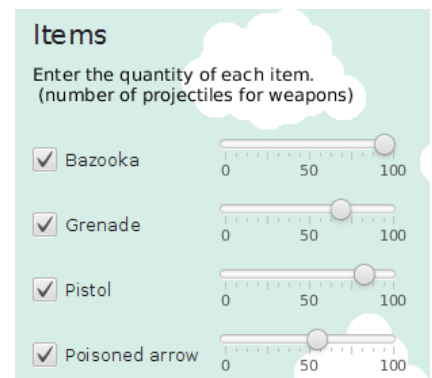 Items
Enter the quantity of each item.
(number of projectiles for weapons)
Bazooka
0 50 100
Grenade
0 50 100
Pistol
0 50 100
Poisoned arrow
0 50 100